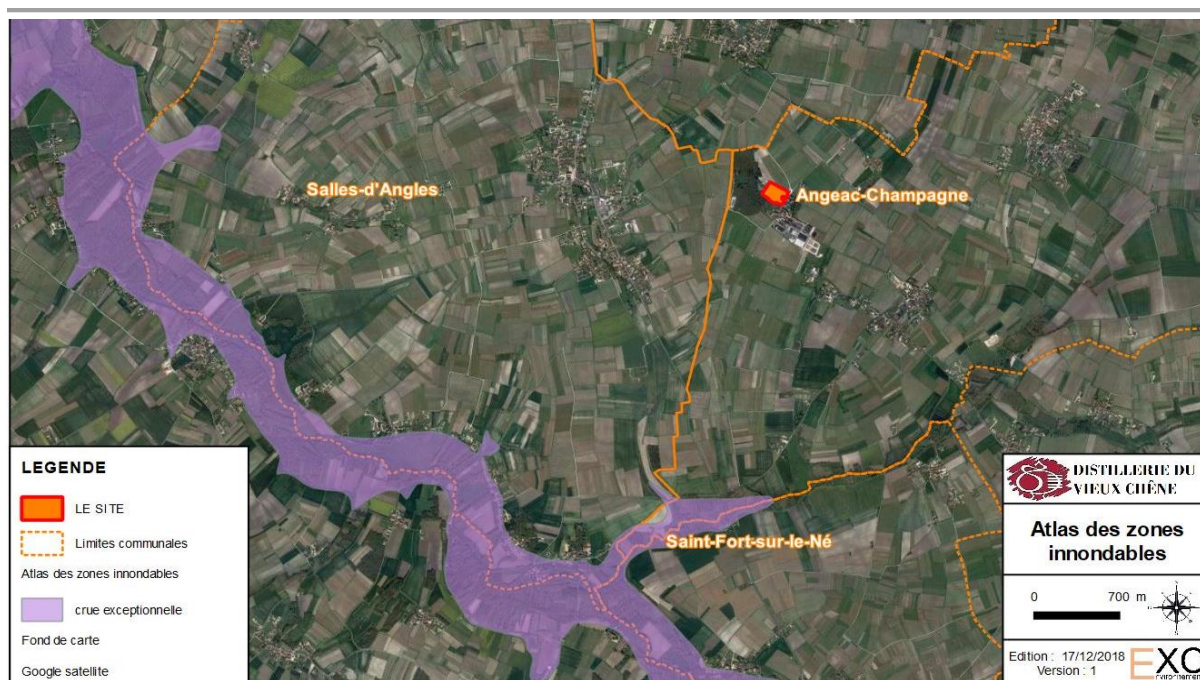 Salles-d'Angles
Angeac-Champagne
Saint-Fort-sur-le-Né
LEGENDE
LE SITE
Limites communales
Atlas des zones innondables
crue exceptionnelle
Fond de carte
Google satellite
DISTILLERIE DU
VIEUX CHÊNE
Atlas des zones
innondables
0 700 m
Edition : 17/12/2018
Version : 1
EXO